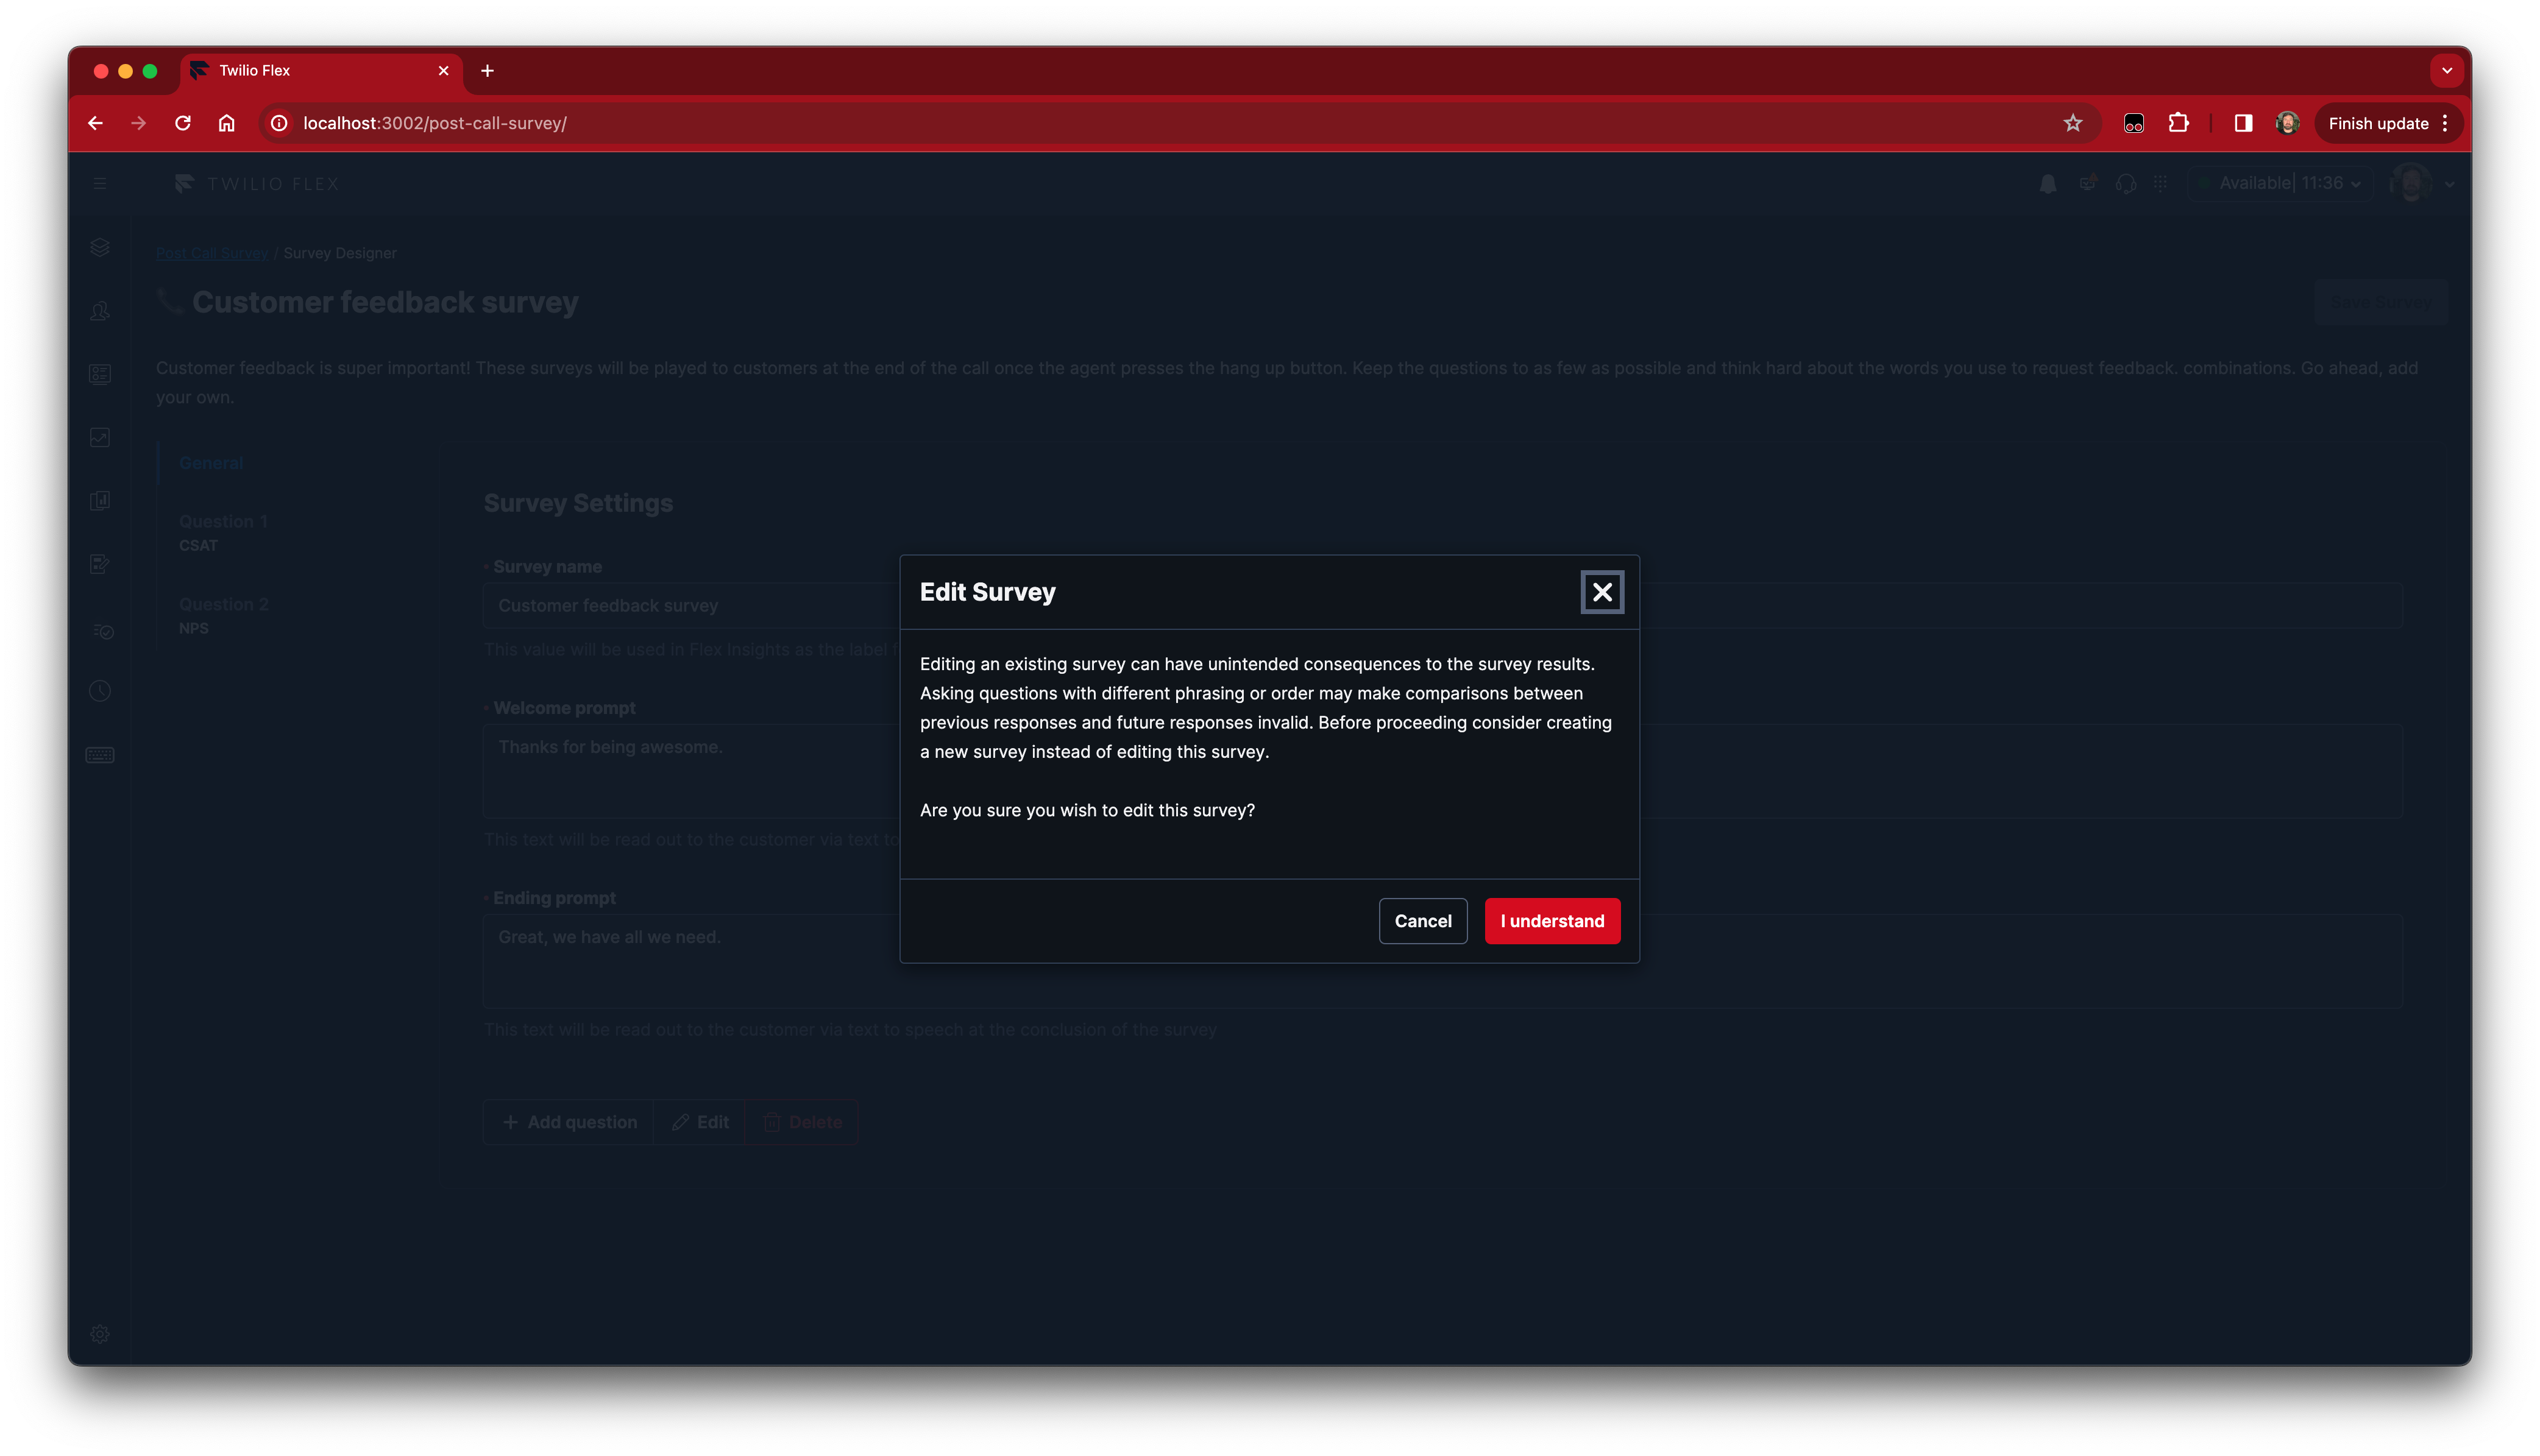 Twilio Flex
localhost:3002/post-call-survey/
Finish update
TWILIO FLEX
Available| 11:36
Post Call Survey / Survey Designer
Customer feedback survey
Save Survey
Customer feedback is super important! These surveys will be played to customers at the end of the call once the agent presses the hang up button. Keep the questions to as few as possible and think hard about the words you use to request feedback. combinations. Go ahead, add
your own.
General
Question 1
CSAT
Question 2
NPS
Survey Settings
Survey name
Customer feedback survey
This value will be used in Flex Insights as the label
Welcome prompt
Thanks for being awesome.
This text will be read out to the customer via text to
Ending prompt
Great, we have all we need.
This text will be read out to the customer via text to speech at the conclusion of the survey
Add question
Edit
Delete
Edit Survey
Editing an existing survey can have unintended consequences to the survey results.
Asking questions with different phrasing or order may make comparisons between
previous responses and future responses invalid. Before proceeding consider creating
a new survey instead of editing this survey.
Are you sure you wish to edit this survey?
Cancel
I understand